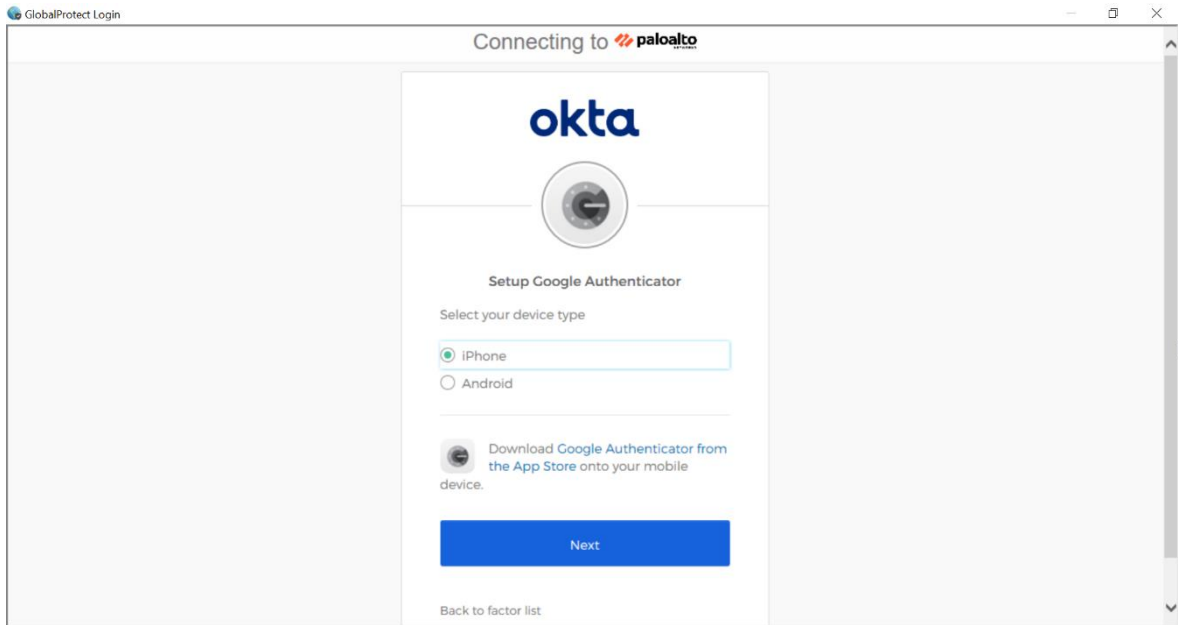 GlobalProtect Login
Connecting to paloalto
okta
Setup Google Authenticator
Select your device type
iPhone
Android
Download Google Authenticator from
the App Store onto your mobile
device.
Next
Back to factor list